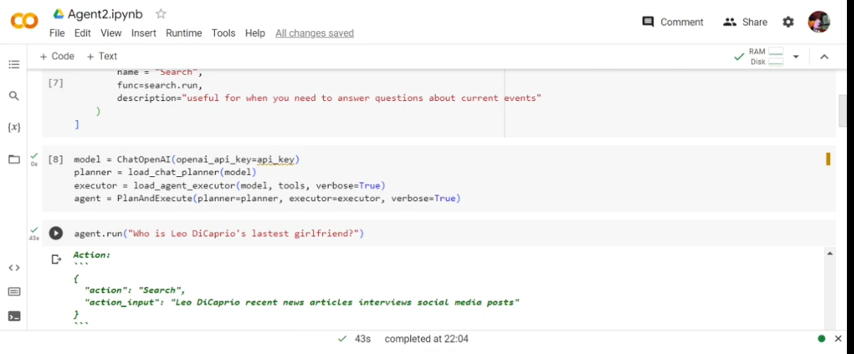 Agent2.ipynb
Comment
Share
File Edit View Insert Runtime Tools Help All changes saved
+ Code + Text
RAM
Disk
name = "Search",
[7] func=search.run,
description="useful for when you need to answer questions about current events"
)
]
[8] model = ChatOpenAI(openai_api_key=api_key)
0s planner = load_chat_planner(model)
executor = load_agent_executor(model, tools, verbose=True)
agent = PlanAndExecute(planner=planner, executor=executor, verbose=True)
43s agent.run("Who is Leo DiCaprio's lastest girlfriend?")
Action:
```
{
"action": "Search",
"action_input": "Leo DiCaprio recent news articles interviews social media posts"
}
```
43s completed at 22:04